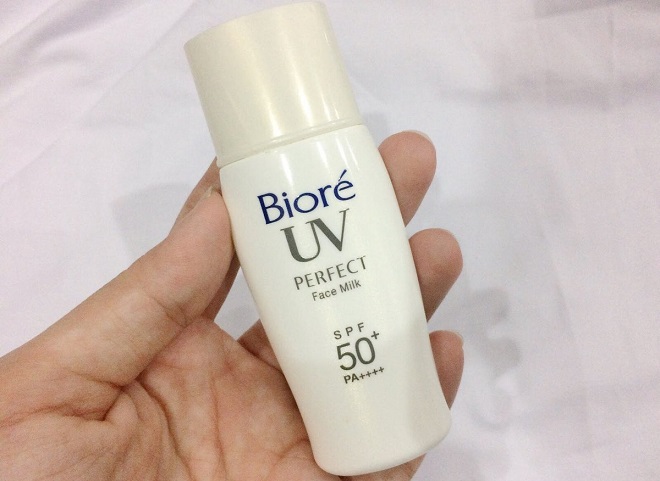 Bioré
UV
PERFECT
Face Milk
SPF
50+
PA++++